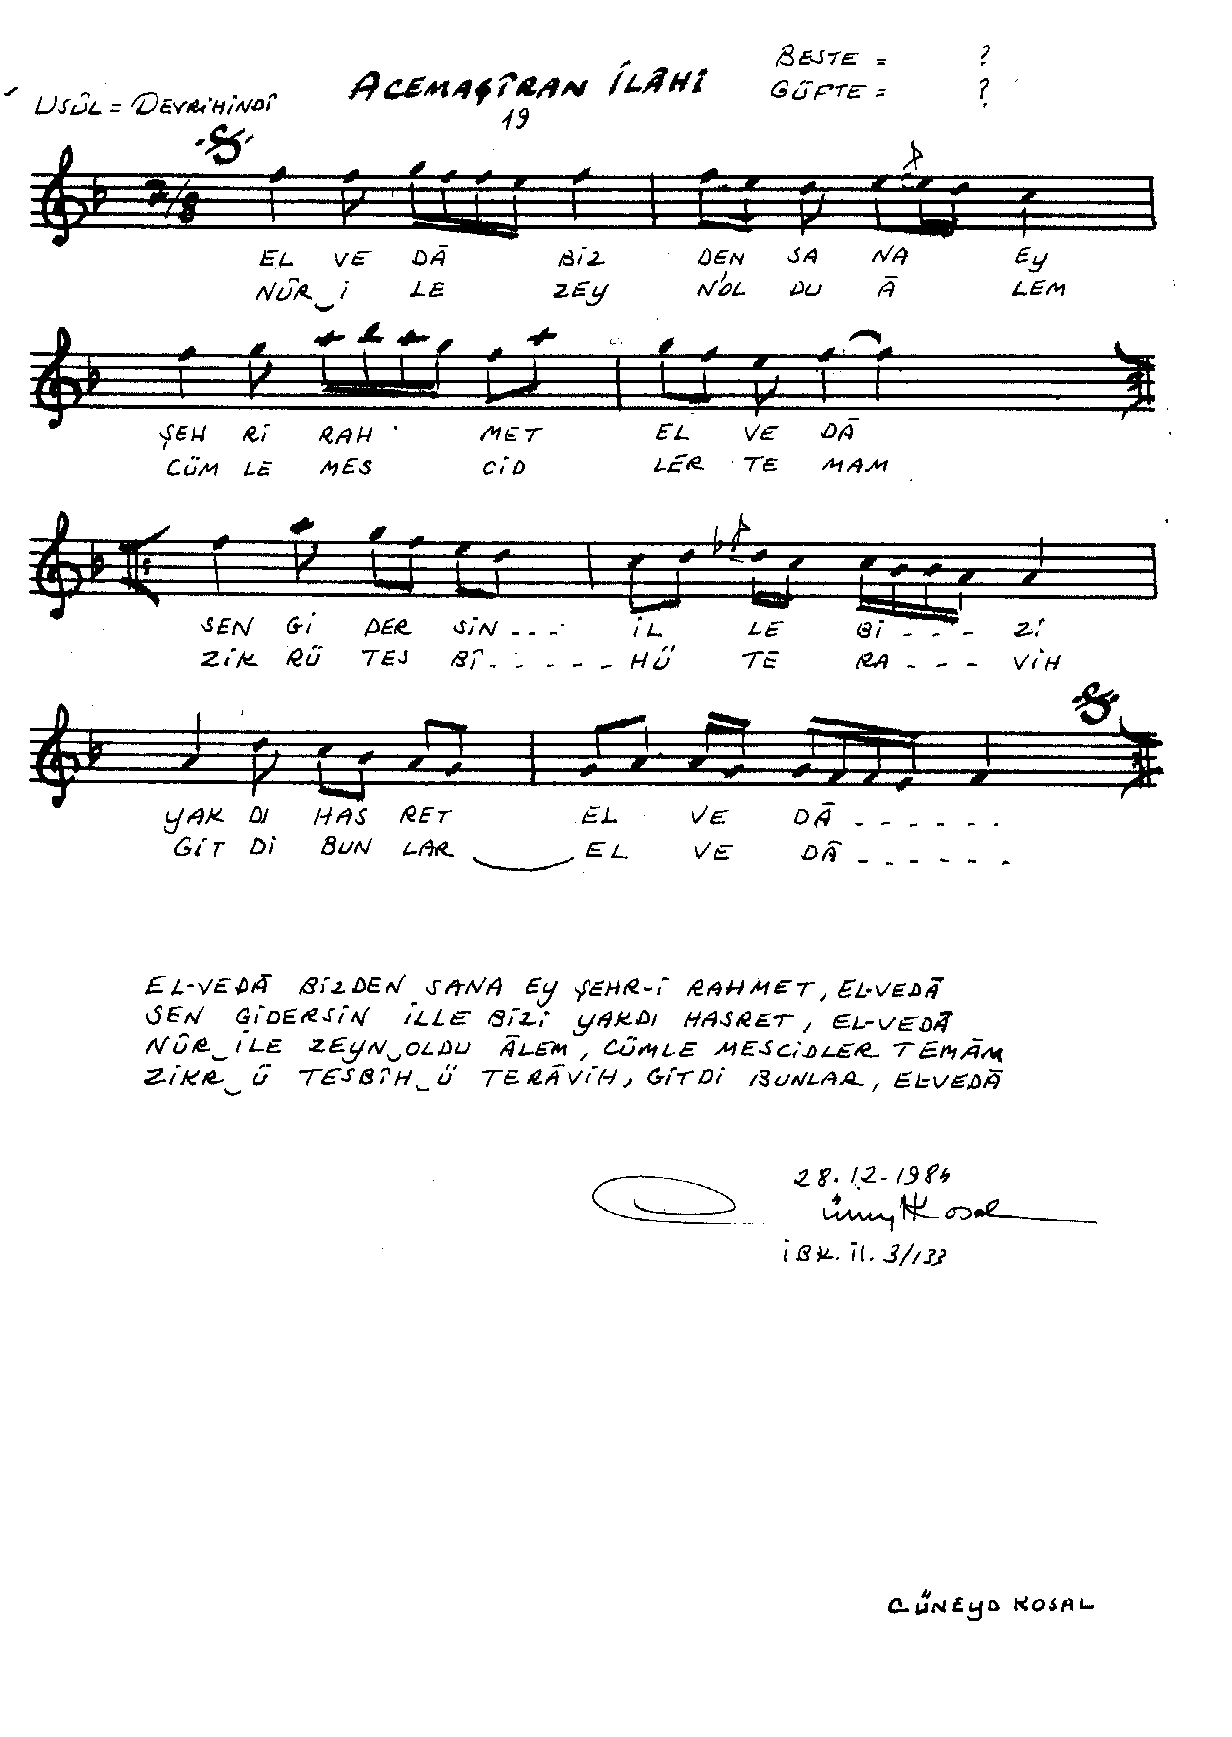 USÛL = DEVRİHİNDÎ
ACEMAŞÎRAN İLÂHİ
BESTE = ?
GÜFTE = ?
19
7/8
EL VE DÂ BİZ DEN SA NA EY
NÛR İ LE ZEY N'OL DU Â LEM
ŞEH Rİ RAH MET EL VE DÂ
CÜM LE MES CİD LER TE MAM
SEN Gİ DER SİN - - - İL LE Bİ - - - Zİ
ZİK RÜ TES BÎ - - - - - HÜ TE RA - - - VİH
YAK DI HAS RET EL VE DÂ - - - - - -
GİT Dİ BUN LAR EL VE DÂ - - - - - -
EL-VEDÂ BİZDEN SANA EY ŞEHR-İ RAHMET, EL-VEDÂ
SEN GİDERSİN İLLE BİZİ YAKDI HASRET, EL-VEDÂ
NÛR‿İLE ZEYN‿OLDU ÂLEM, CÜMLE MESCİDLER TEMÂM
ZİKR‿Ü TESBÎH‿Ü TERÂVİH, GİTDİ BUNLAR, ELVEDÂ
28.12.1984
Cüneyt Kosal
İBK. İl. 3/133
CÜNEYD KOSAL